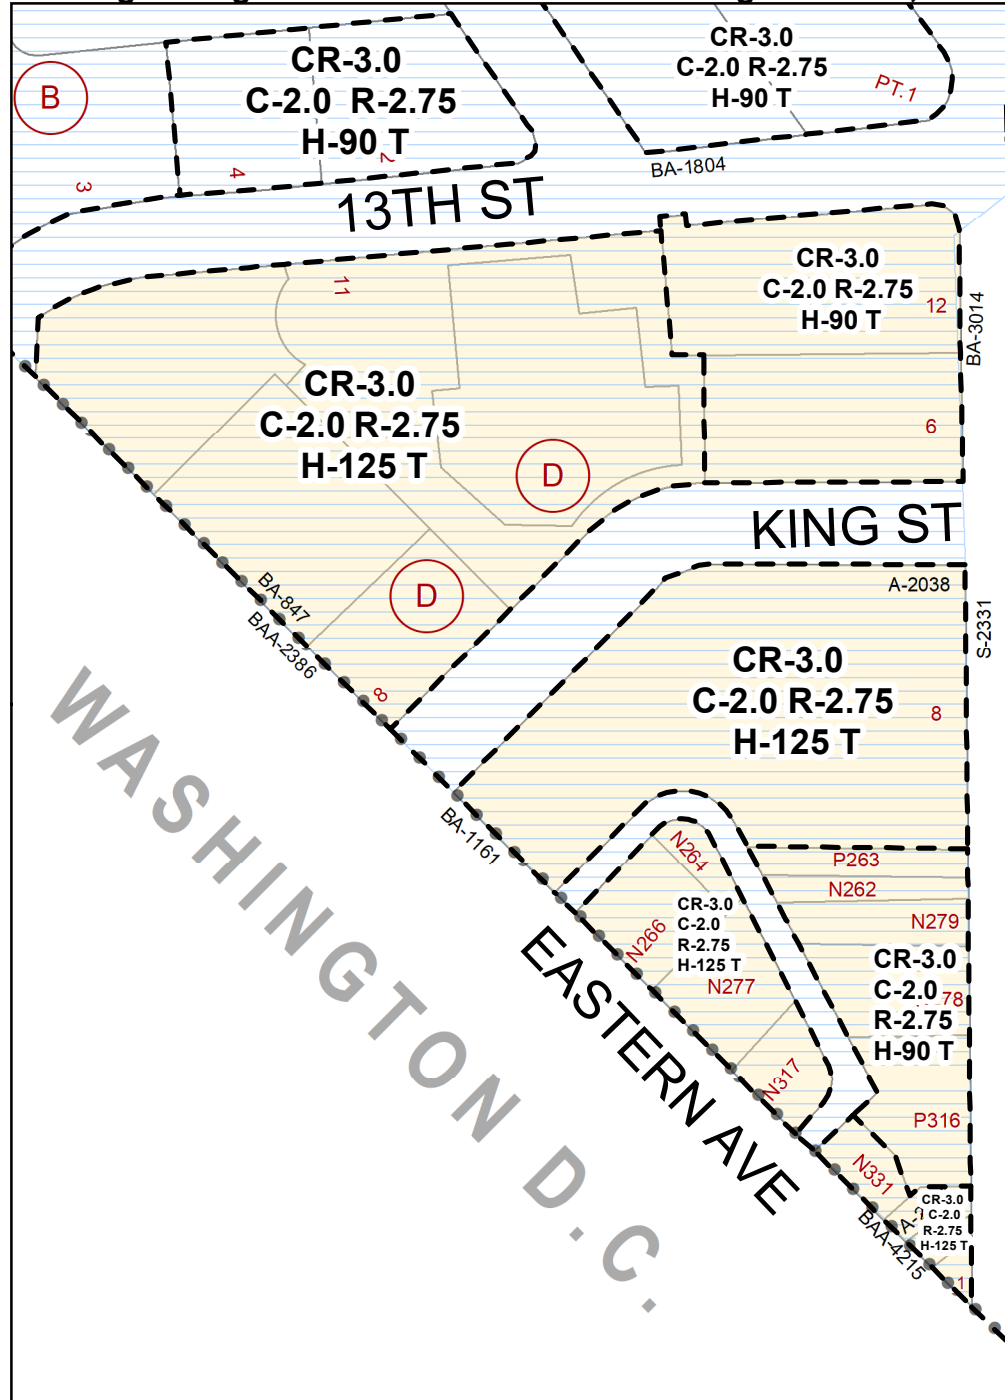 CR-3.0
C-2.0 R-2.75
H-90 T
CR-3.0
C-2.0 R-2.75
H-90 T
PT.1
B
3
4
2
BA-1804
13TH ST
11
CR-3.0
C-2.0 R-2.75
H-90 T
12
BA-3014
6
CR-3.0
C-2.0 R-2.75
H-125 T
D
KING ST
D
BA-847
BAA-2386
8
A-2038
S-2331
CR-3.0
C-2.0 R-2.75
H-125 T
8
BA-1161
P263
N262
N264
N279
N266
CR-3.0
C-2.0
R-2.75
H-125 T
N277
CR-3.0
C-2.0
R-2.75
H-90 T
N317
P316
N331
CR-3.0
C-2.0
R-2.75
H-125 T
BAA-4215
1
EASTERN AVE
WASHINGTON D.C.